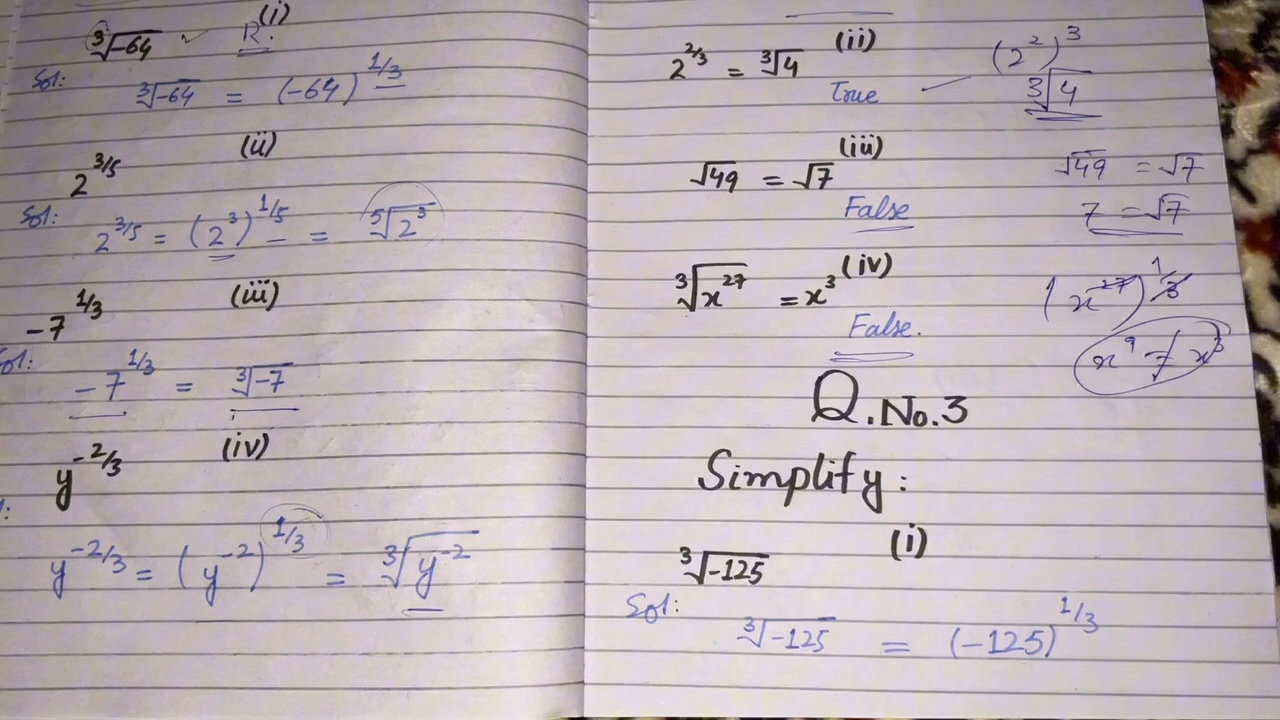 (i)
∛-64 ✓ R.
Sol:
∛-64 = (-64)^1/3
(ii)
2^3/5
Sol:
2^3/5 = (2^3)^1/5 = ⁵√2^3
(iii)
-7^1/3
Sol:
-7^1/3 = ∛-7
(iv)
y^-2/3
y^-2/3 = (y^-2)^1/3 = ∛y^-2
(ii)
2^2/3 = ∛4
True
(2^2)^3
∛4
(iii)
√49 = √7
False
√49 = √7
7 = √7
(iv)
∛x^27 = x^3
False.
(x^27)^1/3
x^9 ≠ x^3
Q.No.3
Simplify:
(i)
∛-125
Sol:
∛-125 = (-125)^1/3